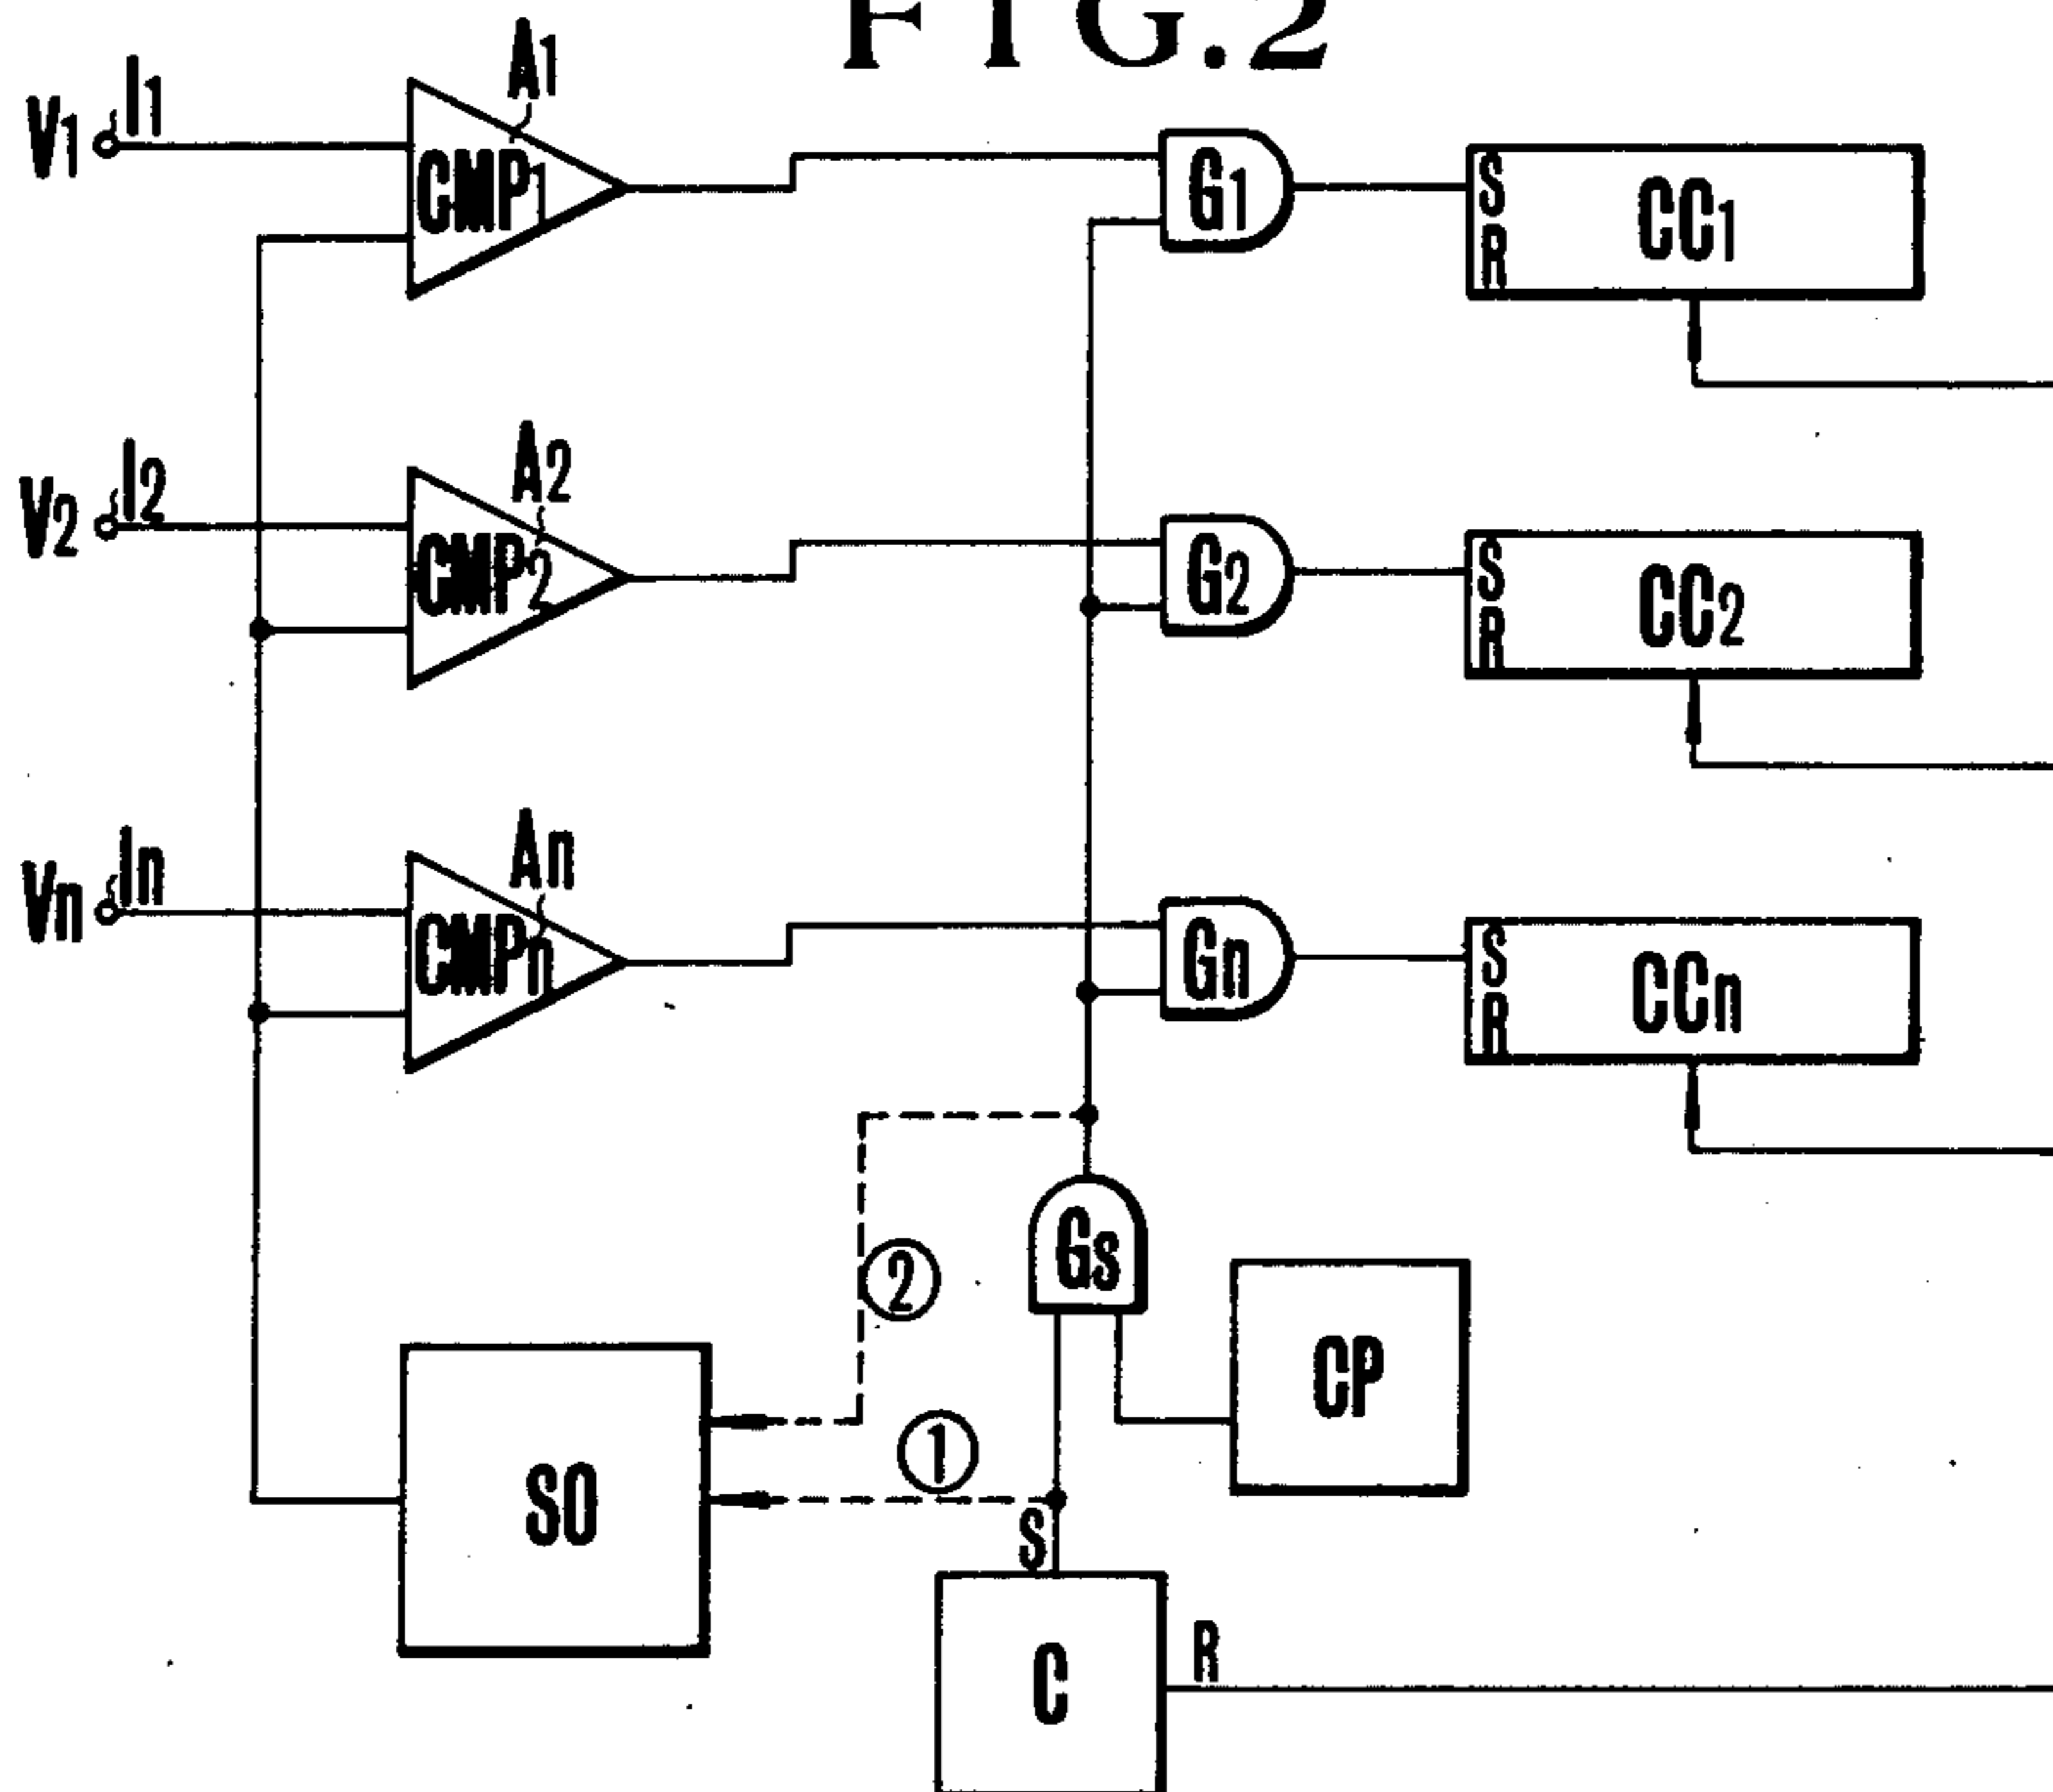 FIG.2
A1
V1 I1
CMP1
G1
S
R
CC1
A2
V2 I2
CMP2
G2
S
R
CC2
An
Vn In
CMPn
Gn
S
R
CCn
Gs
2
CP
1
SO
S
C
R